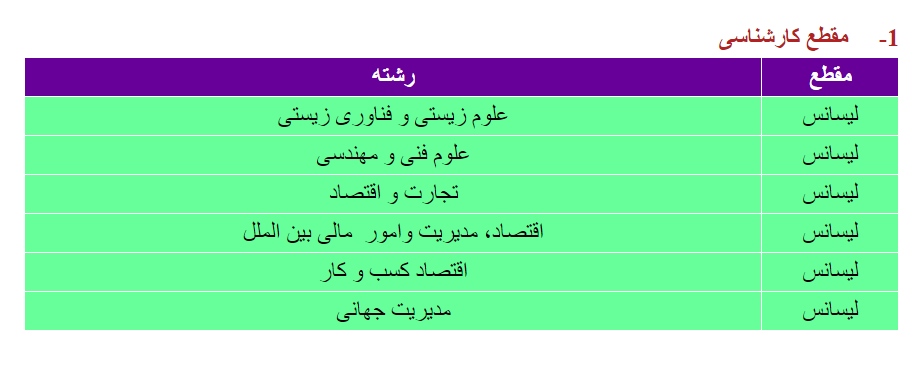 1- مقطع کارشناسی
مقطع رشته
لیسانس علوم زیستی و فناوری زیستی
لیسانس علوم فنی و مهندسی
لیسانس تجارت و اقتصاد
لیسانس اقتصاد، مدیریت وامور مالی بین الملل
لیسانس اقتصاد کسب و کار
لیسانس مدیریت جهانی